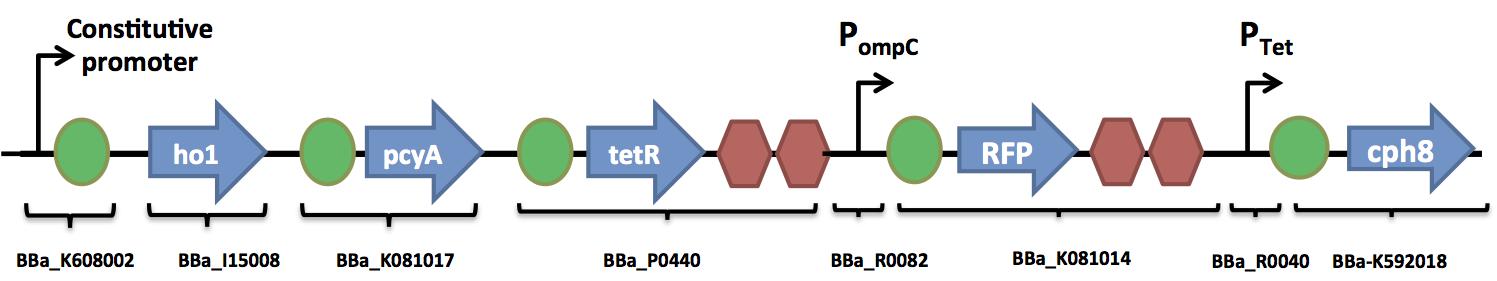 Constitutive
promoter
PompC
PTet
ho1
pcyA
tetR
RFP
cph8
BBa_K608002
BBa_I15008
BBa_K081017
BBa_P0440
BBa_R0082
BBa_K081014
BBa_R0040
BBa-K592018